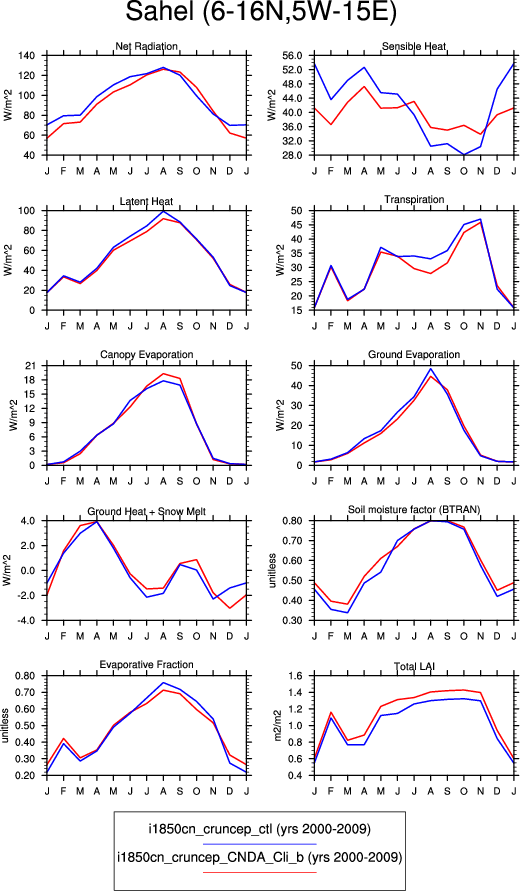 Sahel (6-16N,5W-15E)
Net Radiation
Sensible Heat
W/m^2
140
120
100
80
60
40
J F M A M J J A S O N D J
W/m^2
56.0
52.0
48.0
44.0
40.0
36.0
32.0
28.0
J F M A M J J A S O N D J
Latent Heat
Transpiration
W/m^2
100
80
60
40
20
0
J F M A M J J A S O N D J
W/m^2
50
45
40
35
30
25
20
15
J F M A M J J A S O N D J
Canopy Evaporation
Ground Evaporation
W/m^2
21
18
15
12
9
6
3
0
J F M A M J J A S O N D J
W/m^2
50
40
30
20
10
0
J F M A M J J A S O N D J
Ground Heat + Snow Melt
Soil moisture factor (BTRAN)
W/m^2
4.0
2.0
0.0
-2.0
-4.0
J F M A M J J A S O N D J
unitless
0.80
0.70
0.60
0.50
0.40
0.30
J F M A M J J A S O N D J
Evaporative Fraction
Total LAI
unitless
0.80
0.70
0.60
0.50
0.40
0.30
0.20
J F M A M J J A S O N D J
m2/m2
1.6
1.4
1.2
1.0
0.8
0.6
0.4
J F M A M J J A S O N D J
i1850cn_cruncep_ctl (yrs 2000-2009)
i1850cn_cruncep_CNDA_Cli_b (yrs 2000-2009)